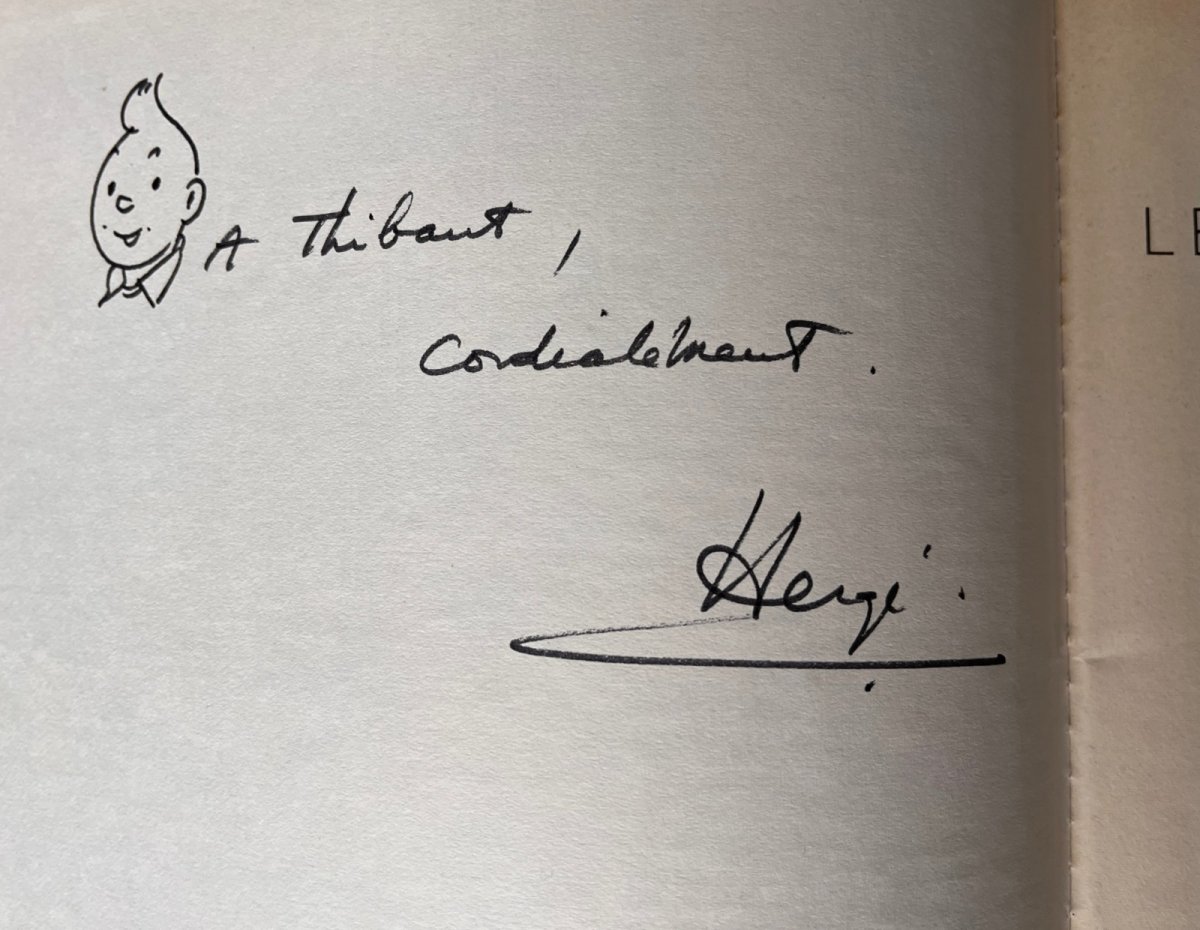 A Thibaut,
Cordialement.
Hergé.
LE